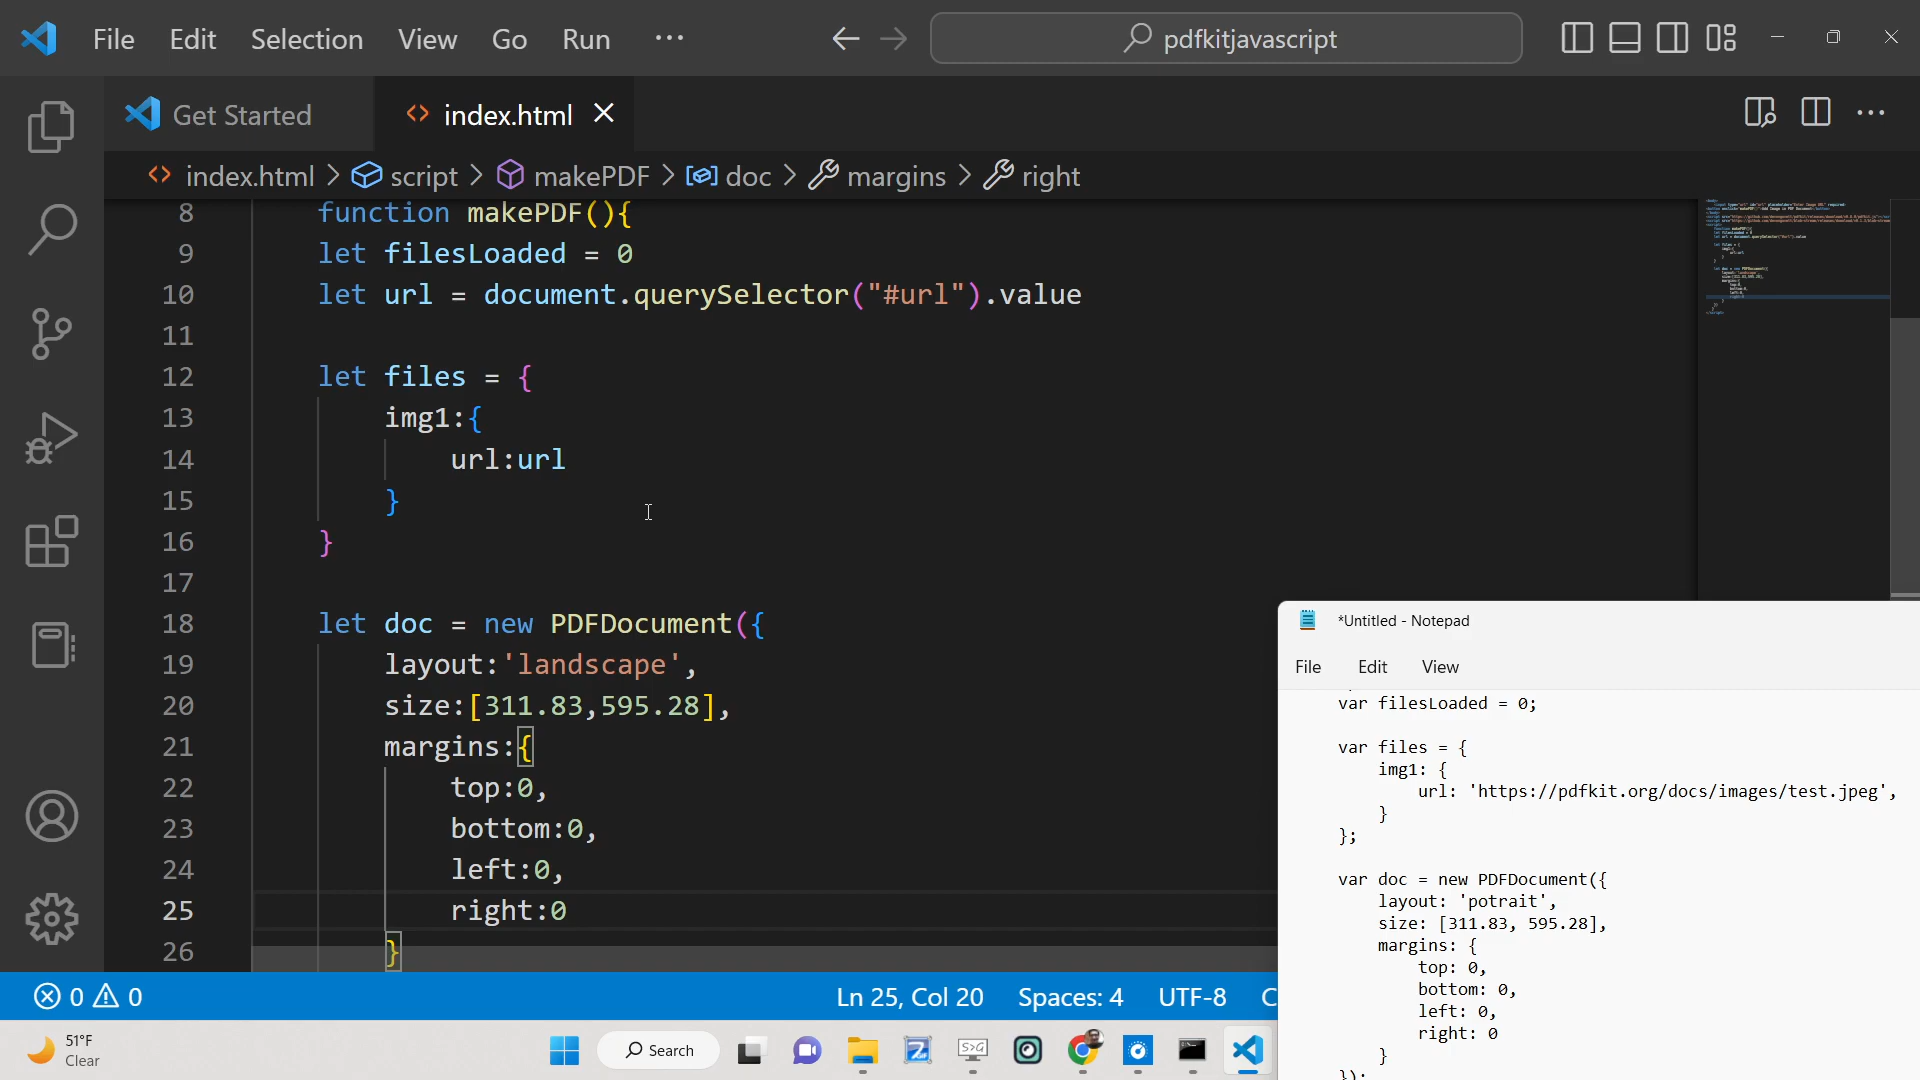 File Edit Selection View Go Run ...
pdfkitjavascript
Get Started
index.html
index.html > script > makePDF > doc > margins > right
8 function makePDF(){
9 let filesLoaded = 0
10 let url = document.querySelector("#url").value
11
12 let files = {
13 img1:{
14 url:url
15 }
16 }
17
18 let doc = new PDFDocument({
19 layout:'landscape',
20 size:[311.83,595.28],
21 margins:{
22 top:0,
23 bottom:0,
24 left:0,
25 right:0
26 }
0 0
Ln 25, Col 20 Spaces: 4 UTF-8 C
*Untitled - Notepad
File Edit View
var filesLoaded = 0;
var files = {
img1: {
url: 'https://pdfkit.org/docs/images/test.jpeg',
}
};
var doc = new PDFDocument({
layout: 'potrait',
size: [311.83, 595.28],
margins: {
top: 0,
bottom: 0,
left: 0,
right: 0
}
});
51°F
Clear
Search